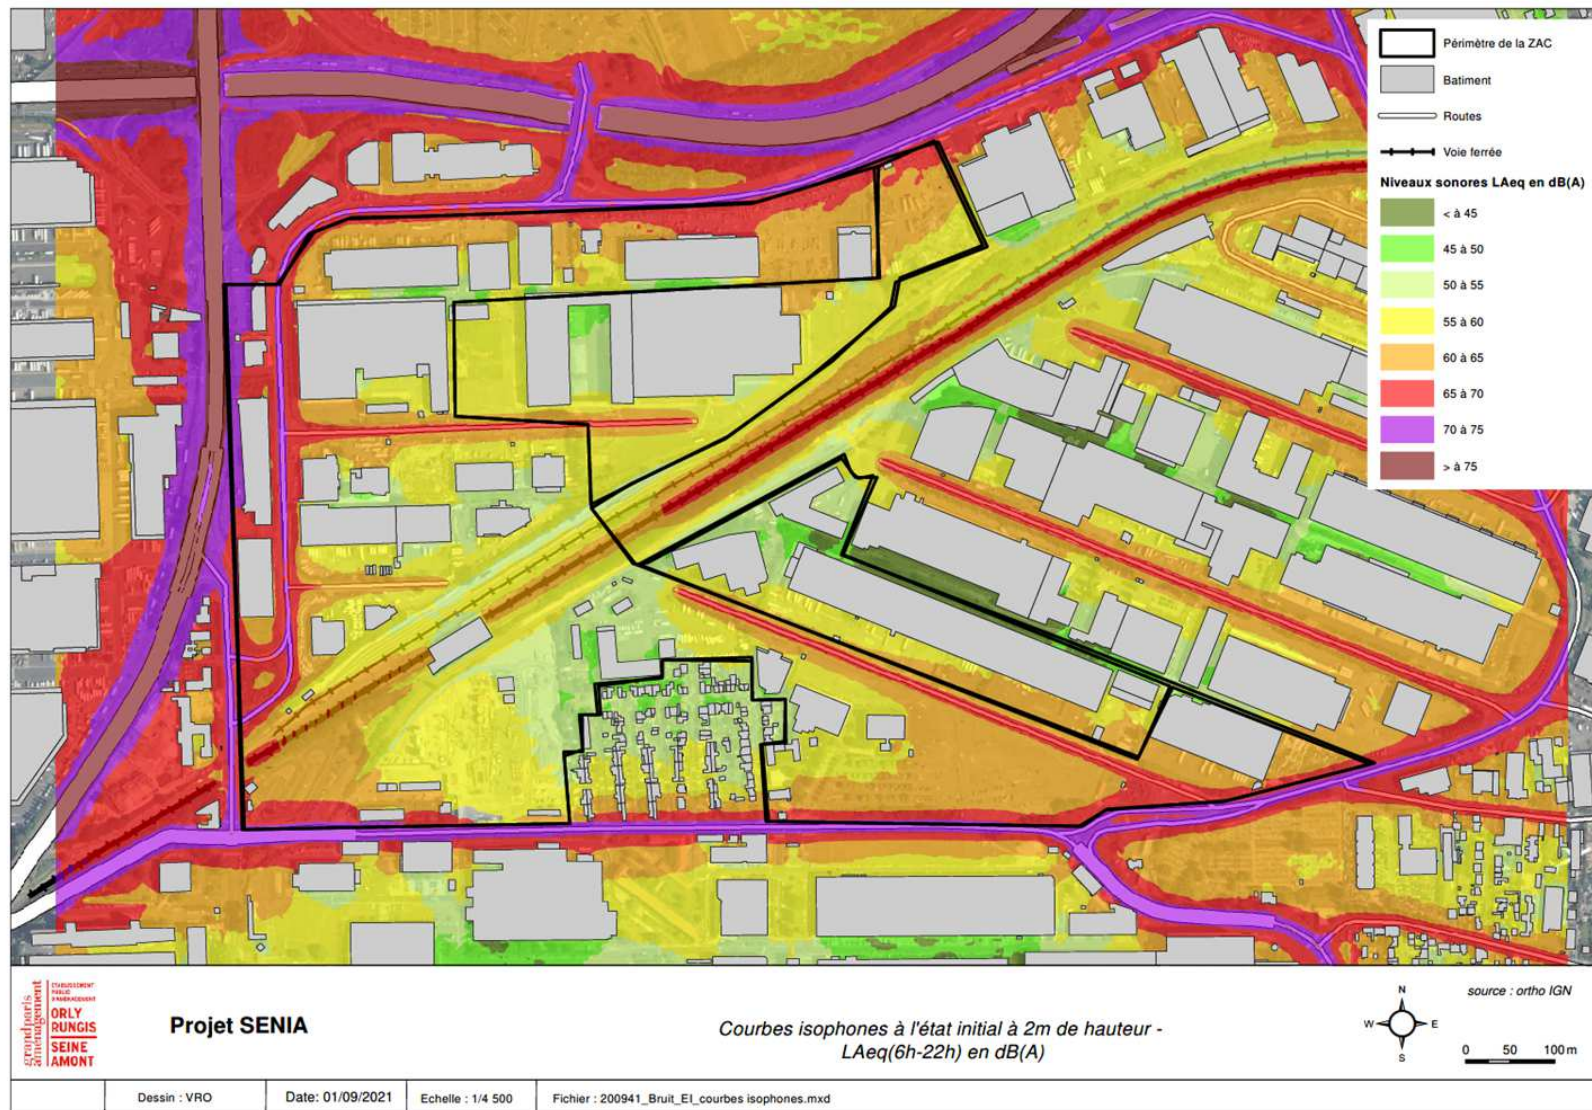 Périmètre de la ZAC
Batiment
Routes
Voie ferrée
Niveaux sonores LAeq en dB(A)
< à 45
45 à 50
50 à 55
55 à 60
60 à 65
65 à 70
70 à 75
> à 75
grandparis
aménagement
ÉTABLISSEMENT
PUBLIC
D'AMÉNAGEMENT
ORLY
RUNGIS
SEINE
AMONT
Projet SENIA
Courbes isophones à l'état initial à 2m de hauteur -
LAeq(6h-22h) en dB(A)
N
W
E
S
source : ortho IGN
0 50 100 m
Dessin : VRO
Date: 01/09/2021
Echelle : 1/4 500
Fichier : 200941_Bruit_EI_courbes isophones.mxd